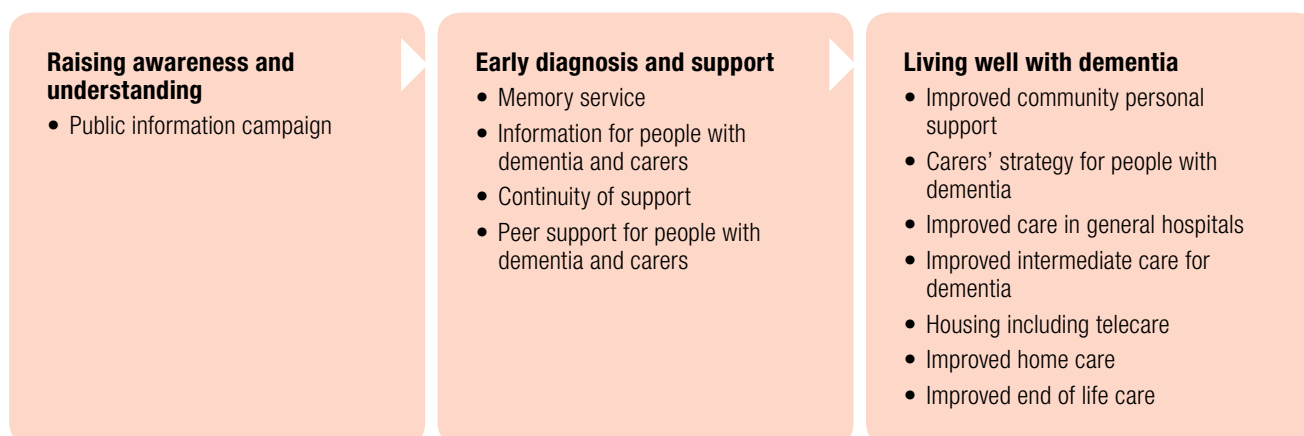 Raising awareness and
understanding
• Public information campaign
Early diagnosis and support
• Memory service
• Information for people with
dementia and carers
• Continuity of support
• Peer support for people with
dementia and carers
Living well with dementia
• Improved community personal
support
• Carers’ strategy for people with
dementia
• Improved care in general hospitals
• Improved intermediate care for
dementia
• Housing including telecare
• Improved home care
• Improved end of life care